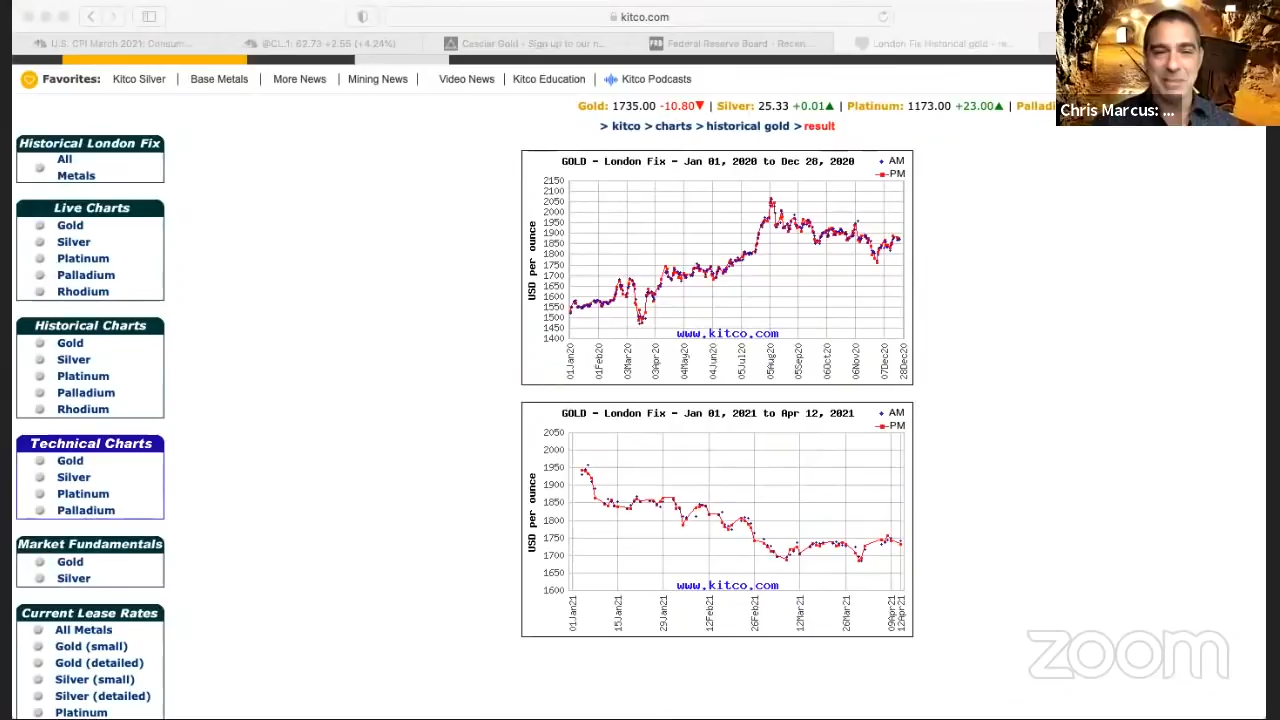 kitco.com
U.S. CPI March 2021: Consum...
@CL.1: 62.73 +2.55 (+4.24%)
Cassiar Gold - Sign up to our n...
Federal Reserve Board - Recen...
London Fix Historical gold - re...
Chris Marcus: ...
Favorites: Kitco Silver | Base Metals | More News | Mining News | Video News | Kitco Education | Kitco Podcasts
Gold: 1735.00 -10.80▼ | Silver: 25.33 +0.01▲ | Platinum: 1173.00 +23.00▲ | Palladi
> kitco > charts > historical gold > result
Historical London Fix
All
Metals
Live Charts
Gold
Silver
Platinum
Palladium
Rhodium
Historical Charts
Gold
Silver
Platinum
Palladium
Rhodium
Technical Charts
Gold
Silver
Platinum
Palladium
Market Fundamentals
Gold
Silver
Current Lease Rates
All Metals
Gold (small)
Gold (detailed)
Silver (small)
Silver (detailed)
Platinum
GOLD - London Fix - Jan 01, 2020 to Dec 28, 2020
AM
PM
USD per ounce
2150
2100
2050
2000
1950
1900
1850
1800
1750
1700
1650
1600
1550
1500
1450
1400
www.kitco.com
01Jan20
01Feb20
03Mar20
03Apr20
04May20
04Jun20
05Jul20
05Aug20
05Sep20
06Oct20
06Nov20
07Dec20
28Dec20
GOLD - London Fix - Jan 01, 2021 to Apr 12, 2021
AM
PM
USD per ounce
2050
2000
1950
1900
1850
1800
1750
1700
1650
1600
www.kitco.com
01Jan21
15Jan21
29Jan21
12Feb21
26Feb21
12Mar21
26Mar21
09Apr21
12Apr21
zoom